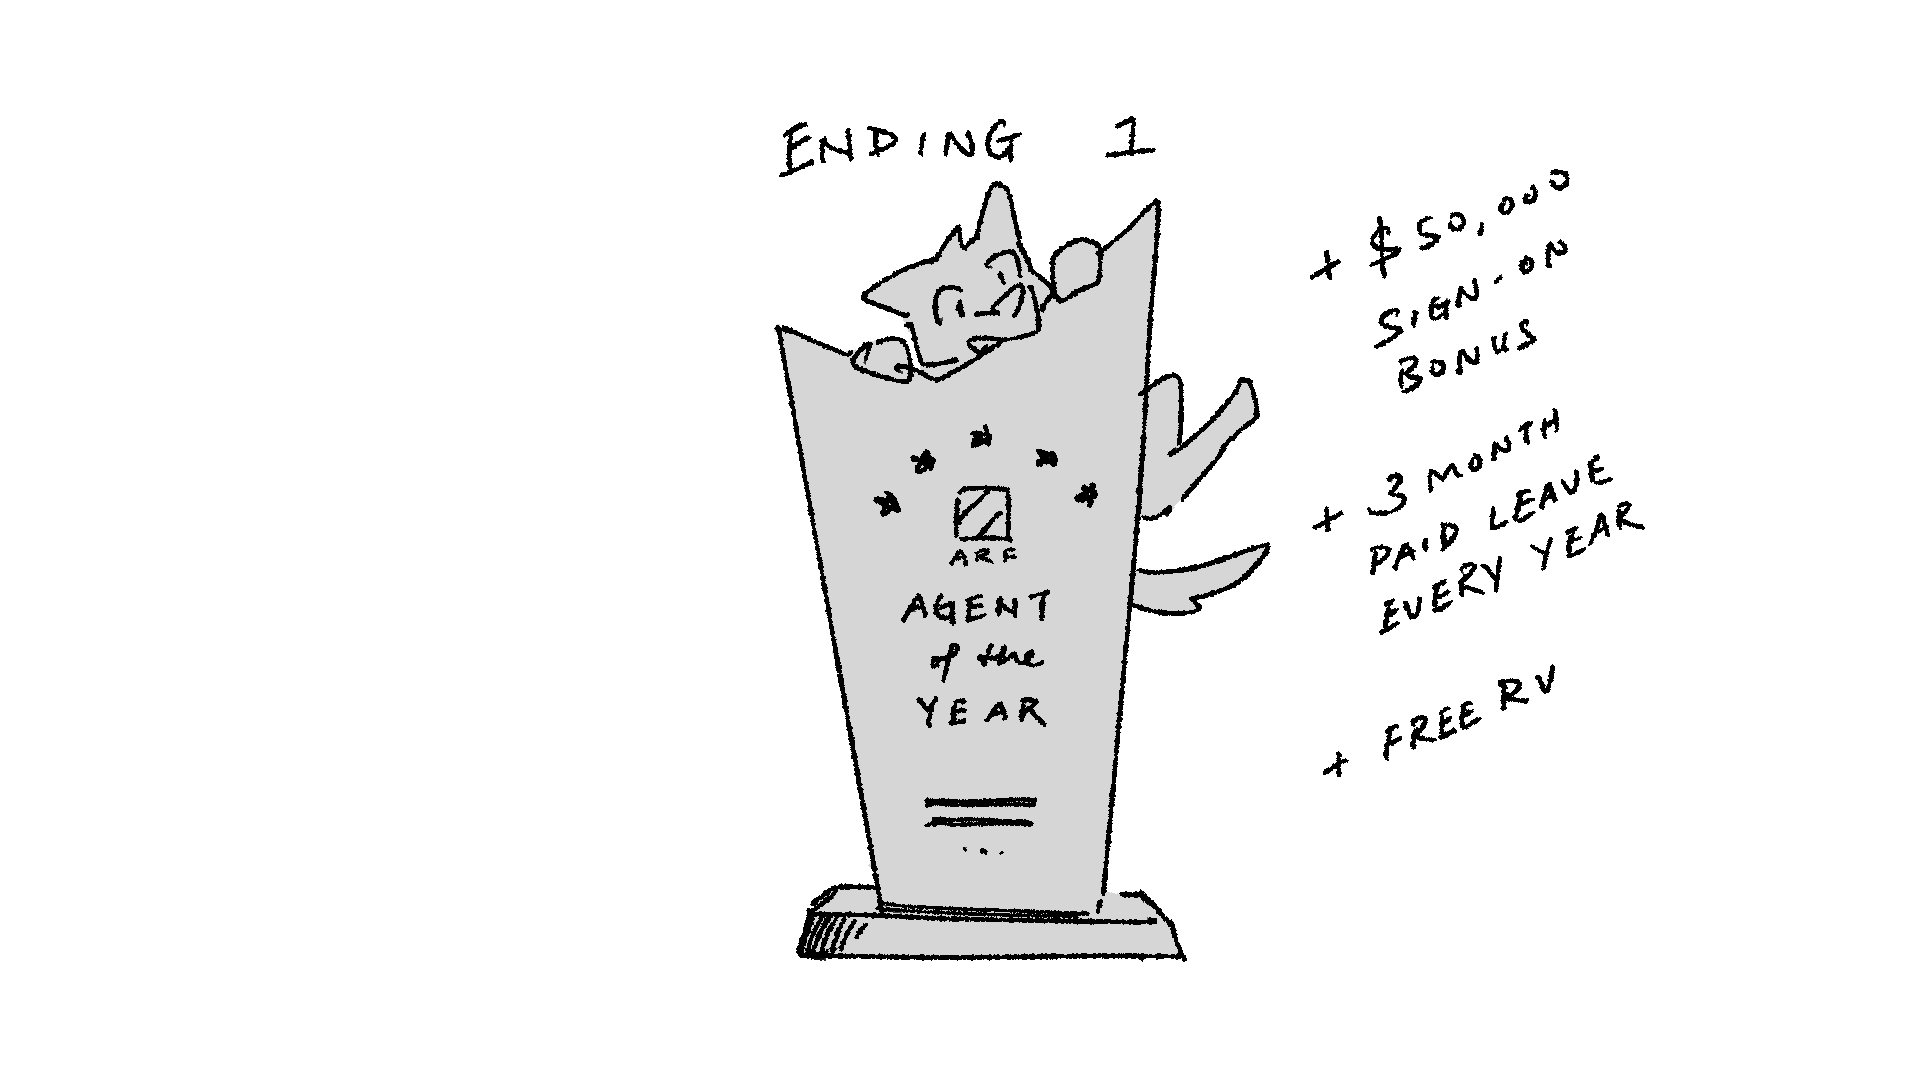 ENDING 1
ARF
AGENT
of the
YEAR
...
+ $50,000
SIGN-ON
BONUS
+ 3 MONTH
PAID LEAVE
EVERY YEAR
+ FREE RV